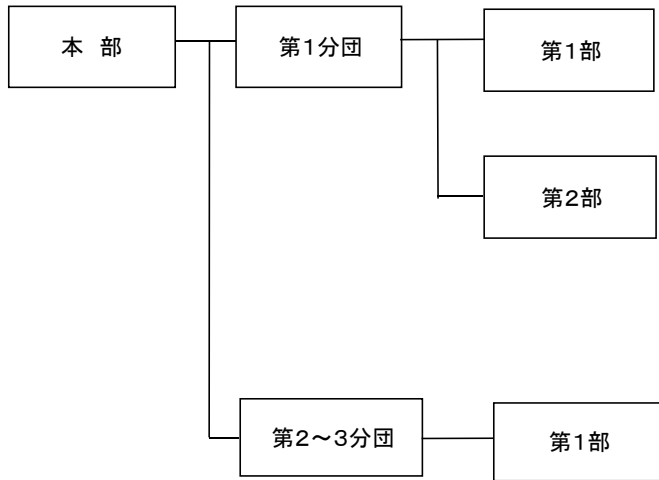 本 部
第1分団
第1部
第2部
第2～3分団
第1部